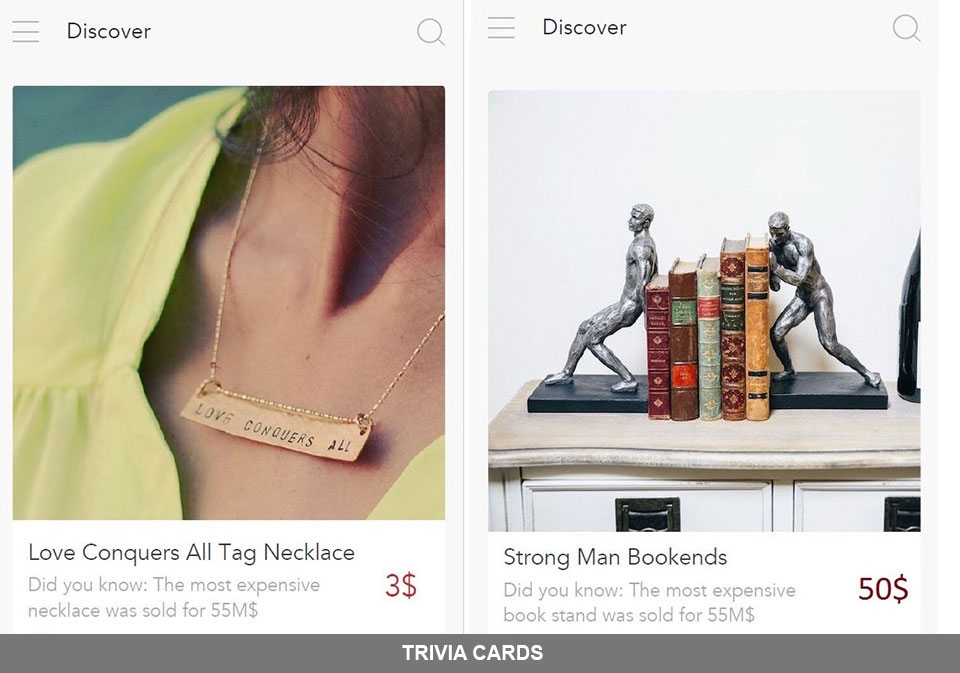 Discover
LOVE CONQUERS ALL
Love Conquers All Tag Necklace
Did you know: The most expensive
necklace was sold for 55M$
3$
Discover
Strong Man Bookends
Did you know: The most expensive
book stand was sold for 55M$
50$
TRIVIA CARDS